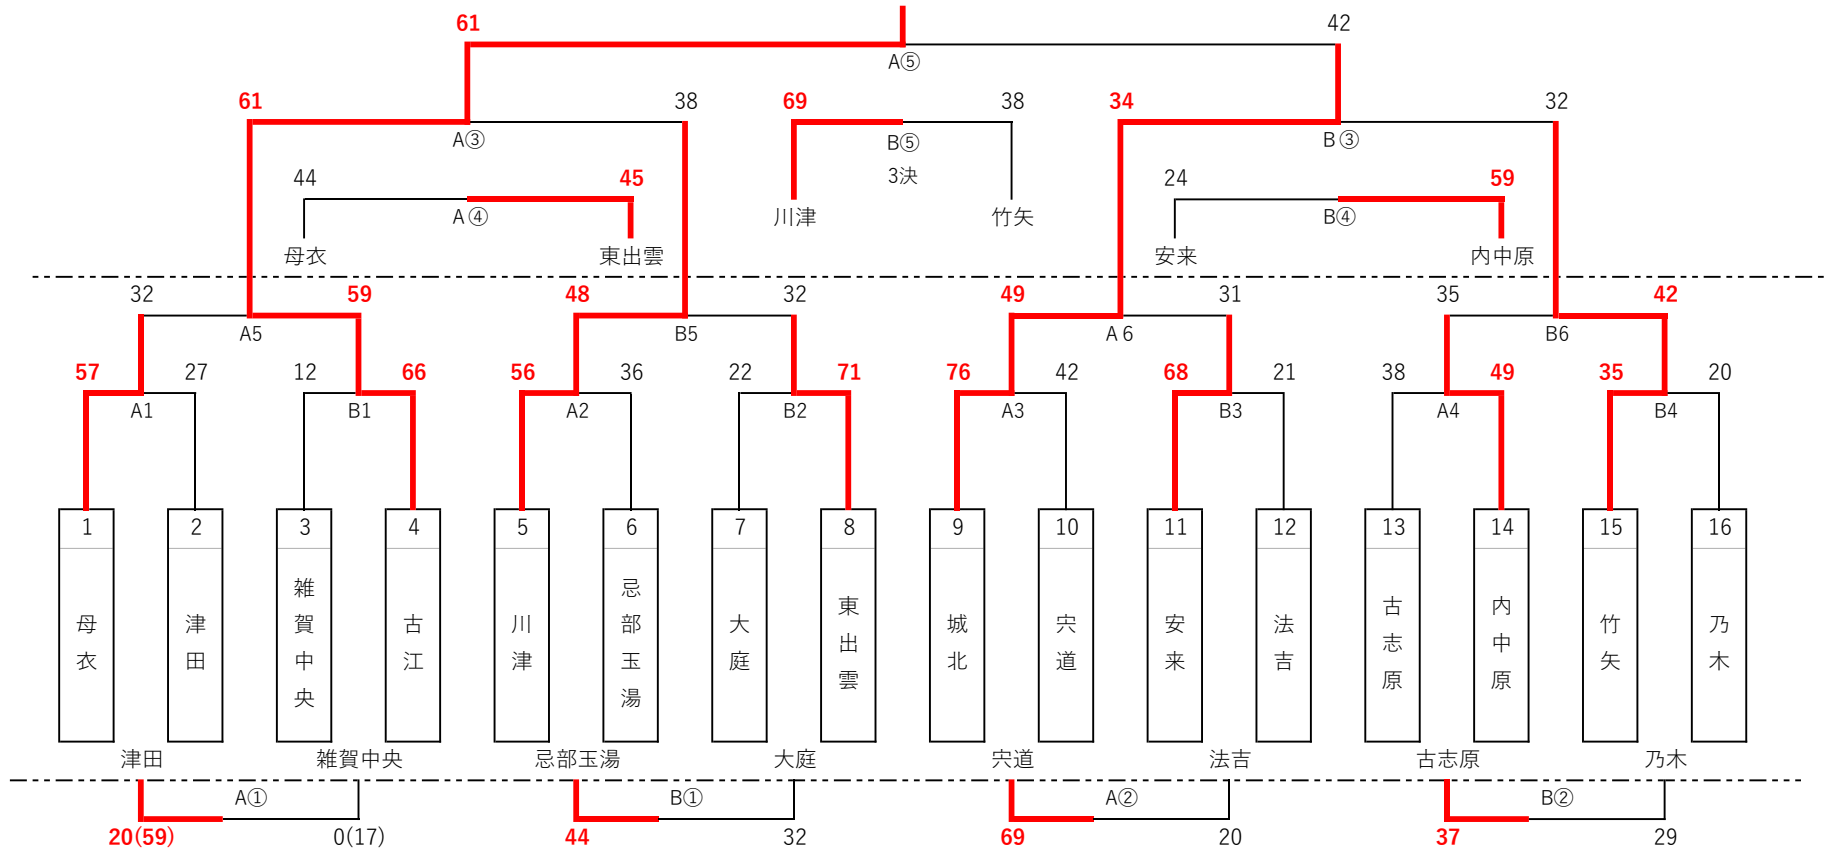 61 42
A⑤
61 38 69 38 34 32
A③ B⑤ B③
3決
44 45 24 59
A④ 川津 竹矢 B④
母衣 東出雲 安来 内中原
32 59 48 32 49 31 35 42
A5 B5 A6 B6
57 27 12 66 56 36 22 71 76 42 68 21 38 49 35 20
A1 B1 A2 B2 A3 B3 A4 B4
1 2 3 4 5 6 7 8 9 10 11 12 13 14 15 16
母衣
津田
雑賀中央
古江
川津
忌部玉湯
大庭
東出雲
城北
宍道
安来
法吉
古志原
内中原
竹矢
乃木
津田 雑賀中央 忌部玉湯 大庭 宍道 法吉 古志原 乃木
A① B① A② B②
20(59) 0(17) 44 32 69 20 37 29